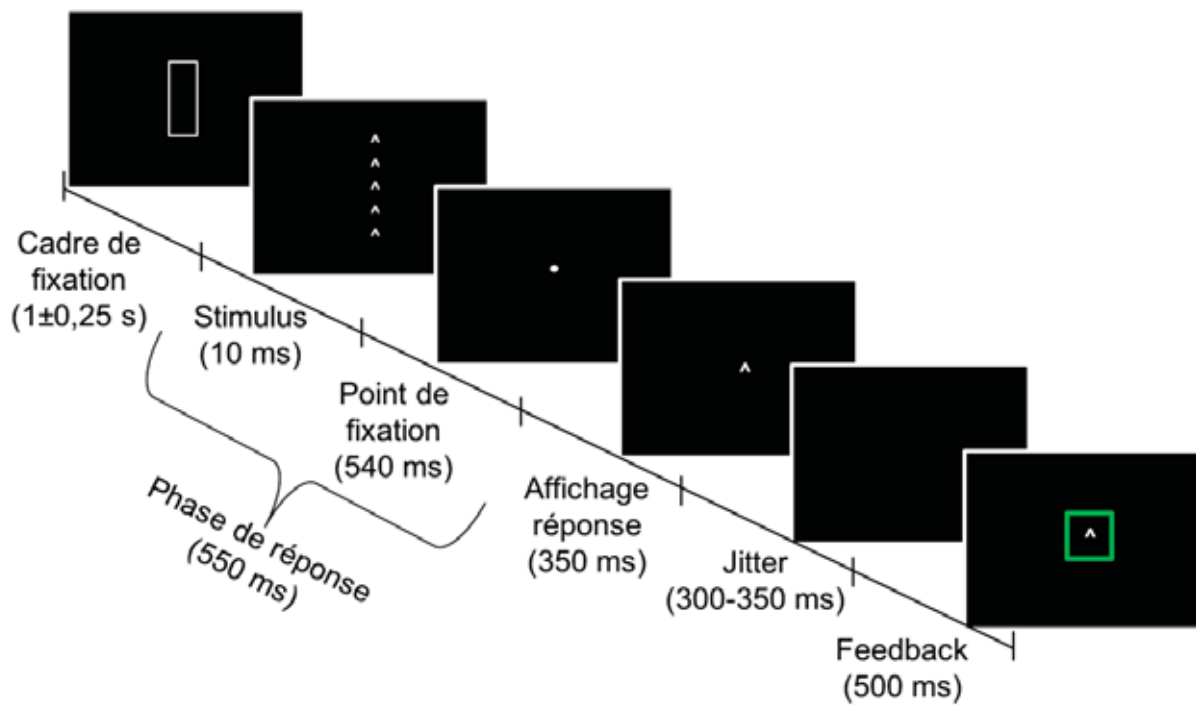 Cadre de
fixation
(1±0,25 s)
Stimulus
(10 ms)
Point de
fixation
(540 ms)
Phase de réponse
(550 ms)
Affichage
réponse
(350 ms)
Jitter
(300-350 ms)
Feedback
(500 ms)